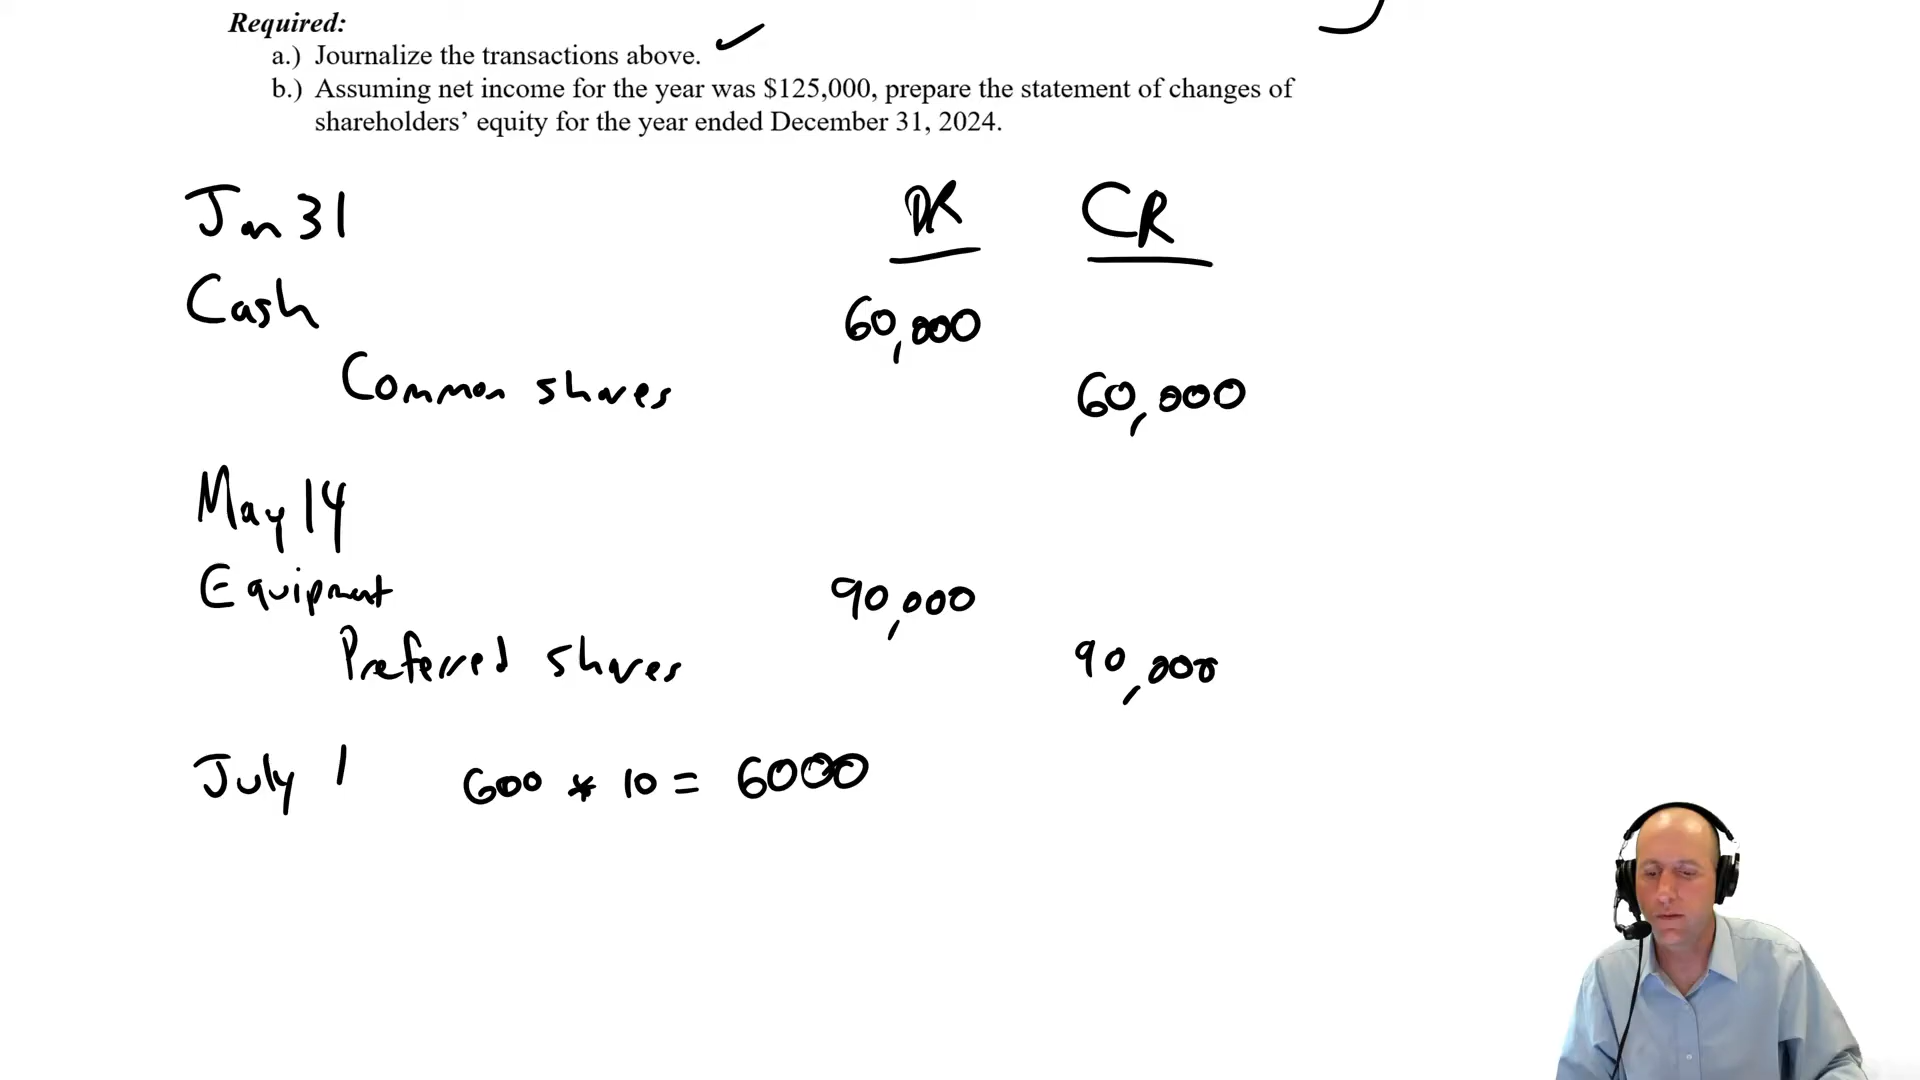 Required:
a.) Journalize the transactions above.
b.) Assuming net income for the year was $125,000, prepare the statement of changes of
shareholders’ equity for the year ended December 31, 2024.
Jan 31 DR CR
Cash 60,000
Common shares 60,000
May 14
Equipment 90,000
Preferred shares 90,000
July 1 600 * 10 = 6000